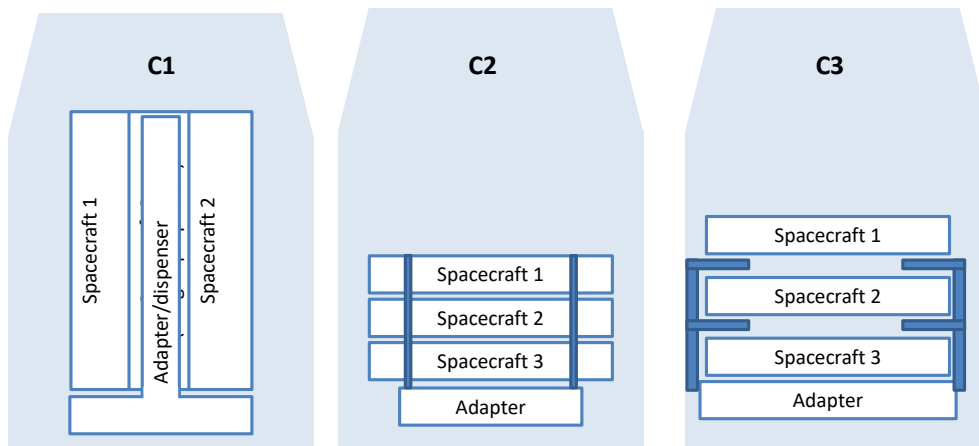 C1
Spacecraft 1
Adapter/dispenser
Spacecraft 2
C2
Spacecraft 1
Spacecraft 2
Spacecraft 3
Adapter
C3
Spacecraft 1
Spacecraft 2
Spacecraft 3
Adapter